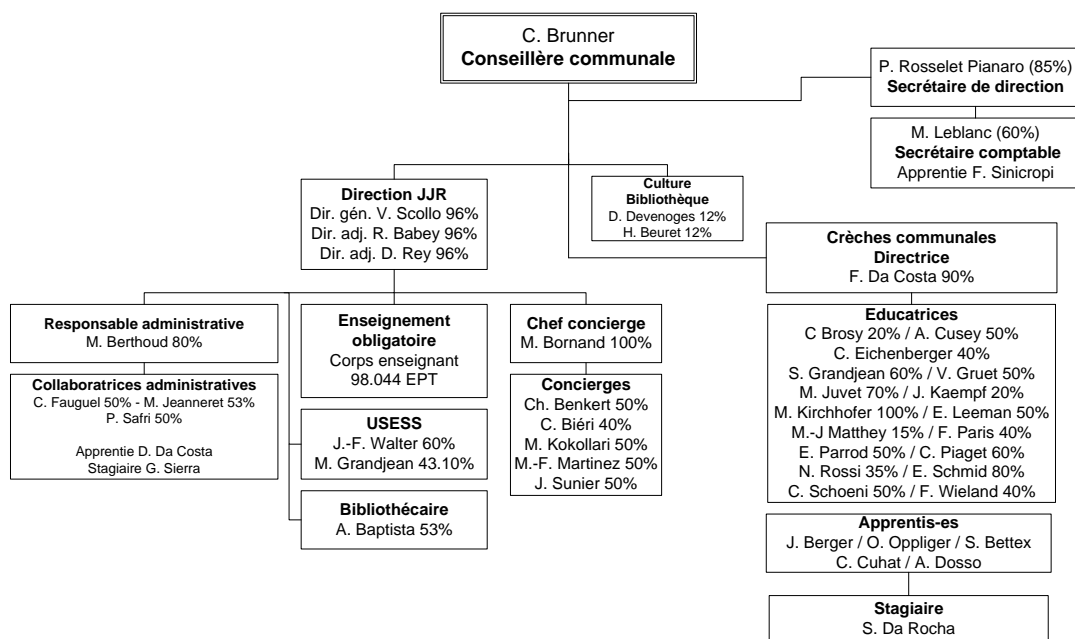 C. Brunner
Conseillère communale
P. Rosselet Pianaro (85%)
Secrétaire de direction
M. Leblanc (60%)
Secrétaire comptable
Apprentie F. Sinicropi
Direction JJR
Dir. gén. V. Scollo 96%
Dir. adj. R. Babey 96%
Dir. adj. D. Rey 96%
Culture
Bibliothèque
D. Devenoges 12%
H. Beuret 12%
Crèches communales
Directrice
F. Da Costa 90%
Responsable administrative
M. Berthoud 80%
Collaboratrices administratives
C. Fauguel 50% - M. Jeanneret 53%
P. Safri 50%
Apprentie D. Da Costa
Stagiaire G. Sierra
Enseignement
obligatoire
Corps enseignant
98.044 EPT
USESS
J.-F. Walter 60%
M. Grandjean 43.10%
Bibliothécaire
A. Baptista 53%
Chef concierge
M. Bornand 100%
Concierges
Ch. Benkert 50%
C. Biéri 40%
M. Kokollari 50%
M.-F. Martinez 50%
J. Sunier 50%
Educatrices
C Brosy 20% / A. Cusey 50%
C. Eichenberger 40%
S. Grandjean 60% / V. Gruet 50%
M. Juvet 70% / J. Kaempf 20%
M. Kirchhofer 100% / E. Leeman 50%
M.-J Matthey 15% / F. Paris 40%
E. Parrod 50% / C. Piaget 60%
N. Rossi 35% / E. Schmid 80%
C. Schoeni 50% / F. Wieland 40%
Apprentis-es
J. Berger / O. Oppliger / S. Bettex
C. Cuhat / A. Dosso
Stagiaire
S. Da Rocha